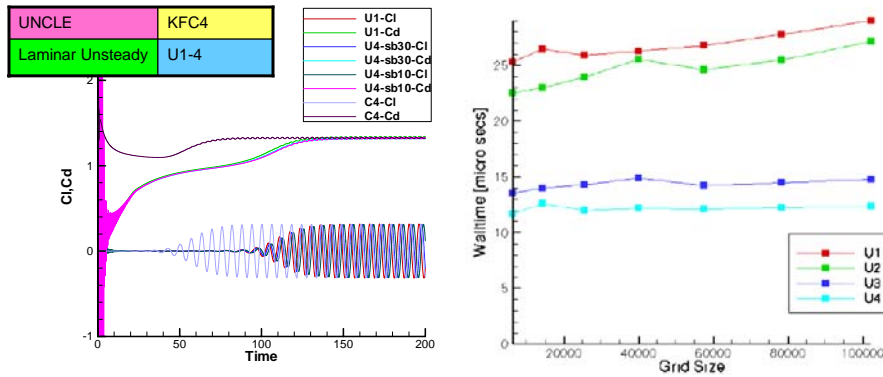 UNCLE KFC4
Laminar Unsteady U1-4
U1-Cl
U1-Cd
U4-sb30-Cl
U4-sb30-Cd
U4-sb10-Cl
U4-sb10-Cd
C4-Cl
C4-Cd
2
1
0
-1
Cl,Cd
0 50 100 150 200
Time
25
20
15
10
5
0
Walltime [micro secs]
20000 40000 60000 80000 100000
Grid Size
U1
U2
U3
U4